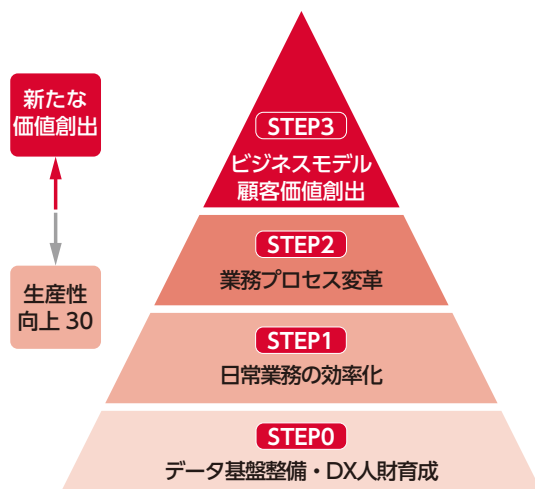 新たな
価値創出
生産性
向上 30
STEP3
ビジネスモデル
顧客価値創出
STEP2
業務プロセス変革
STEP1
日常業務の効率化
STEP0
データ基盤整備・DX人財育成